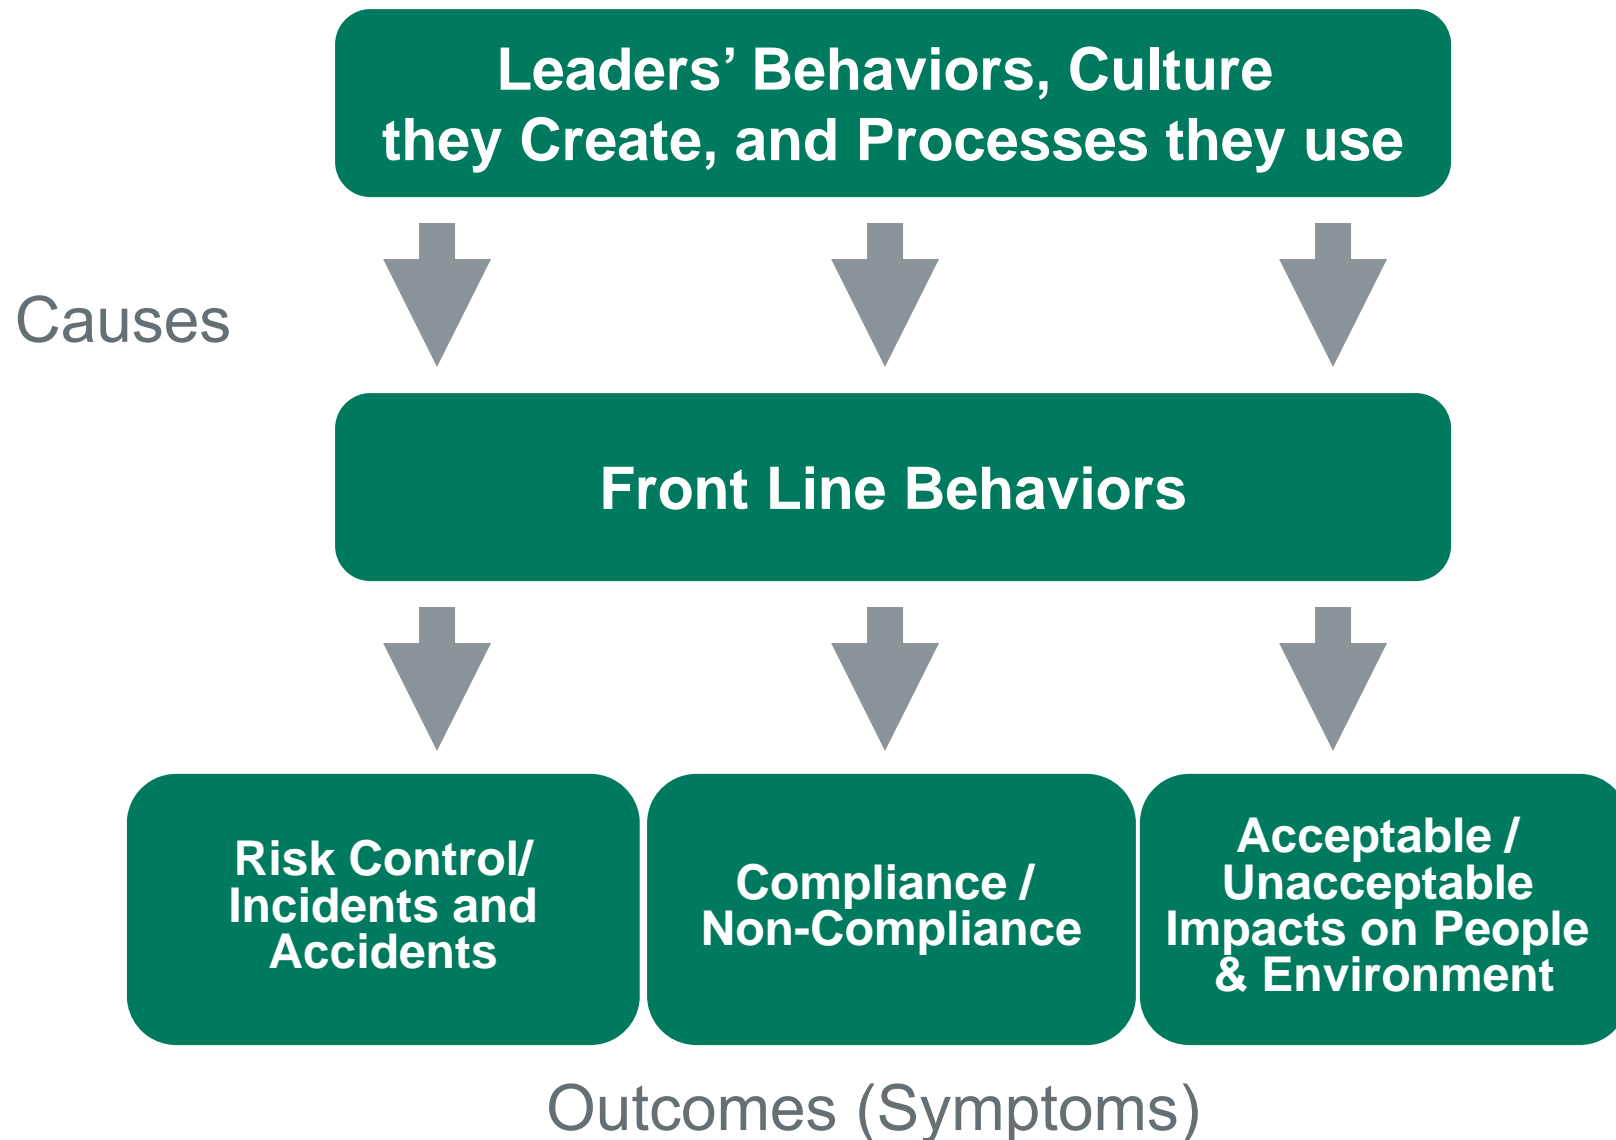 Leaders’ Behaviors, Culture
they Create, and Processes they use
Causes
Front Line Behaviors
Risk Control/
Incidents and
Accidents
Compliance /
Non-Compliance
Acceptable /
Unacceptable
Impacts on People
& Environment
Outcomes (Symptoms)